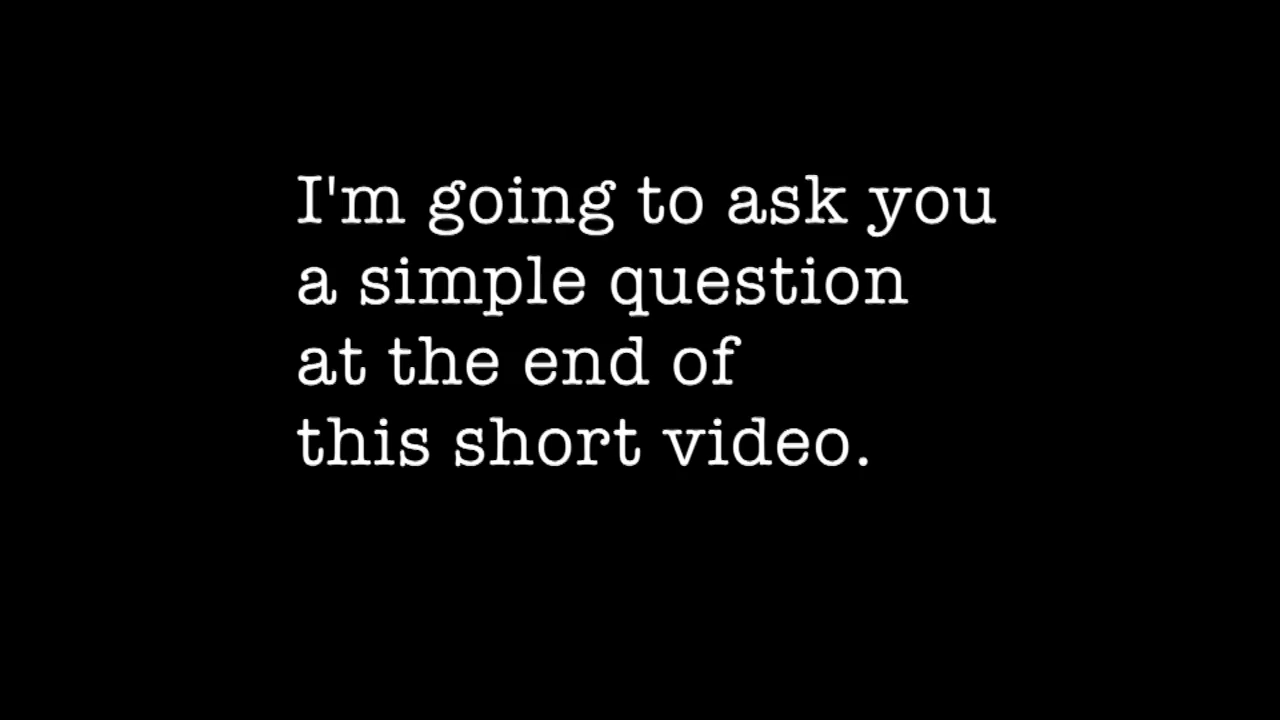 I'm going to ask you
a simple question
at the end of
this short video.